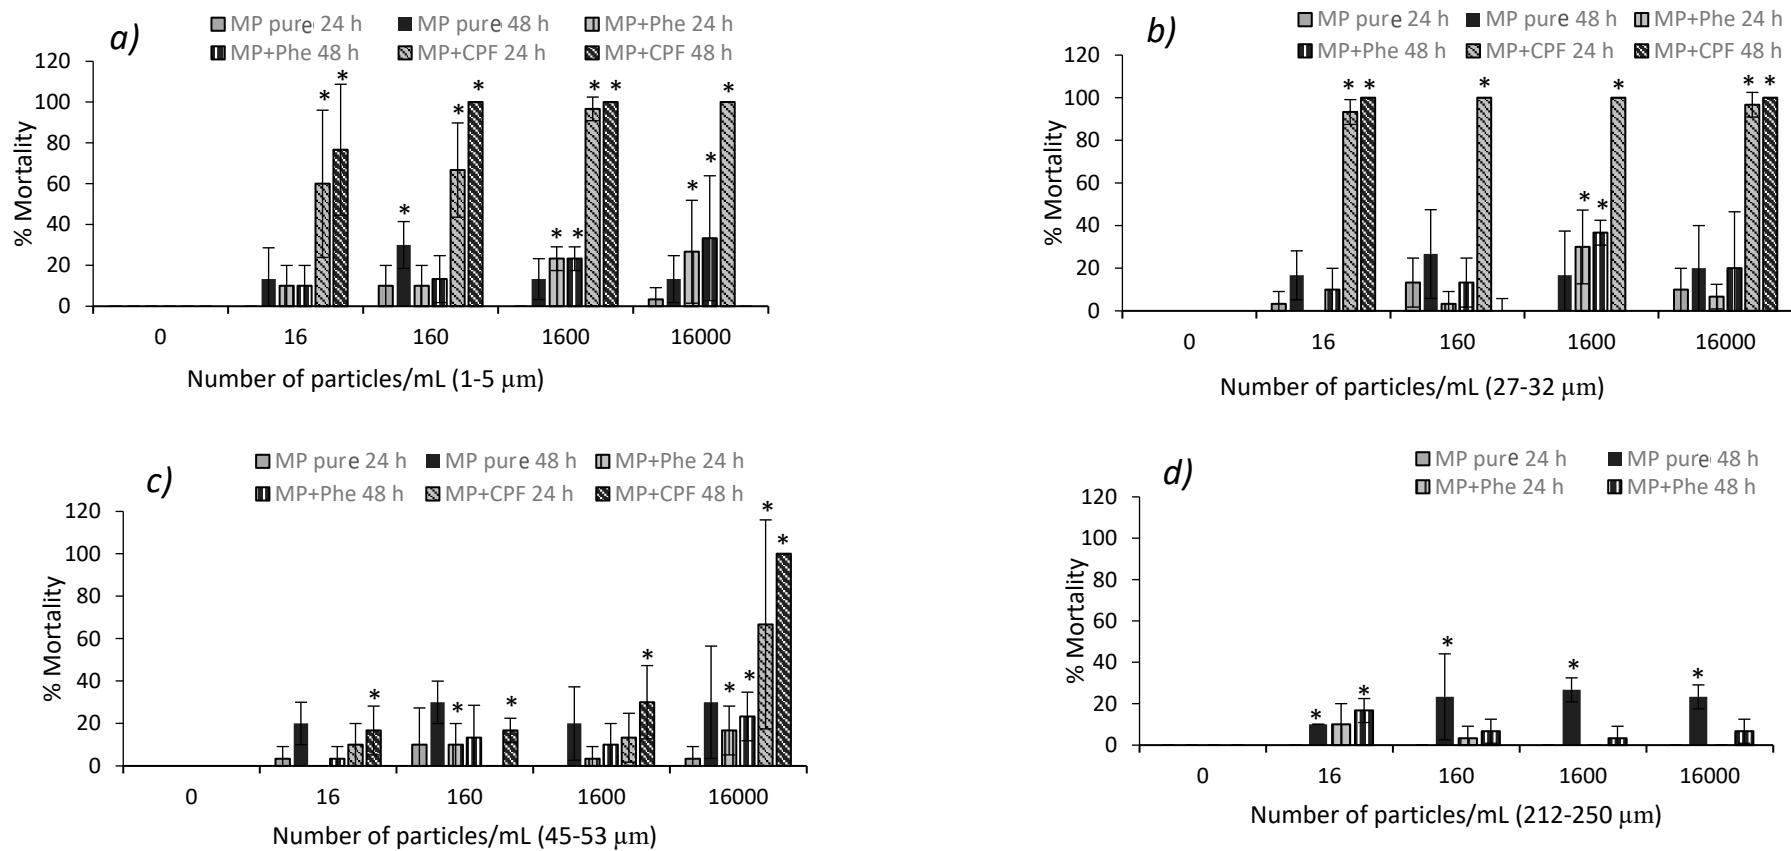 a)
MP pure 24 h MP pure 48 h MP+Phe 24 h
MP+Phe 48 h MP+CPF 24 h MP+CPF 48 h
120
100
80
60
40
20
0
% Mortality
* * * * * * * * * * * * *
0 16 160 1600 16000
Number of particles/mL (1-5 µm)
b)
MP pure 24 h MP pure 48 h MP+Phe 24 h
MP+Phe 48 h MP+CPF 24 h MP+CPF 48 h
120
100
80
60
40
20
0
% Mortality
* * * * * * * *
0 16 160 1600 16000
Number of particles/mL (27-32 µm)
c)
MP pure 24 h MP pure 48 h MP+Phe 24 h
MP+Phe 48 h MP+CPF 24 h MP+CPF 48 h
120
100
80
60
40
20
0
% Mortality
* * * * * * * *
0 16 160 1600 16000
Number of particles/mL (45-53 µm)
d)
MP pure 24 h MP pure 48 h
MP+Phe 24 h MP+Phe 48 h
120
100
80
60
40
20
0
% Mortality
* * * * *
0 16 160 1600 16000
Number of particles/mL (212-250 µm)